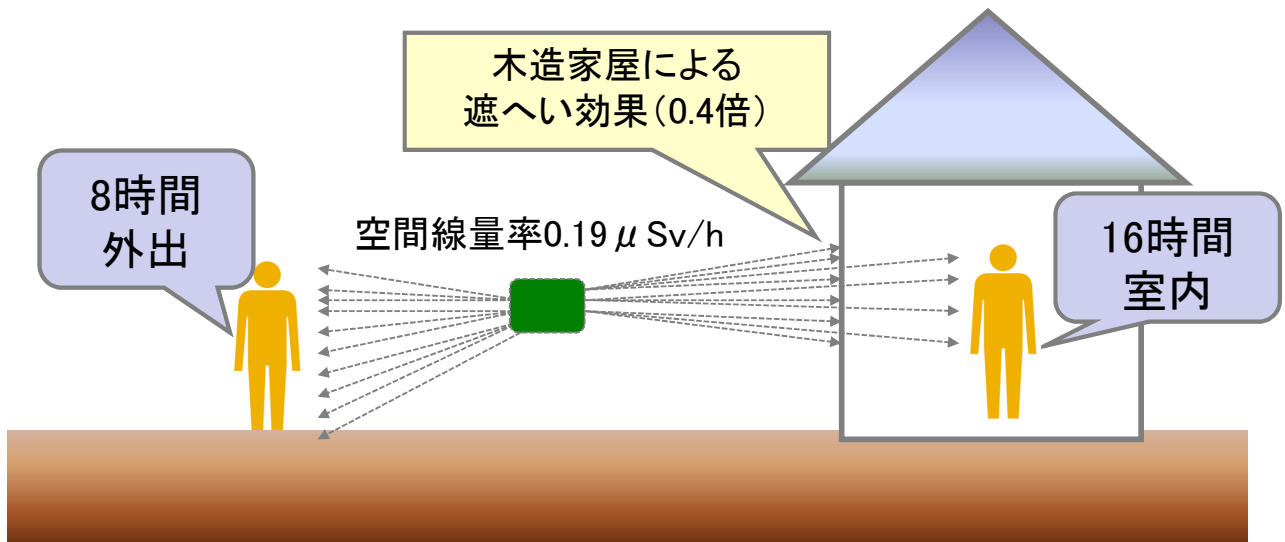 木造家屋による
遮へい効果（0.4倍）
8時間
外出
空間線量率0.19μSv/h
16時間
室内